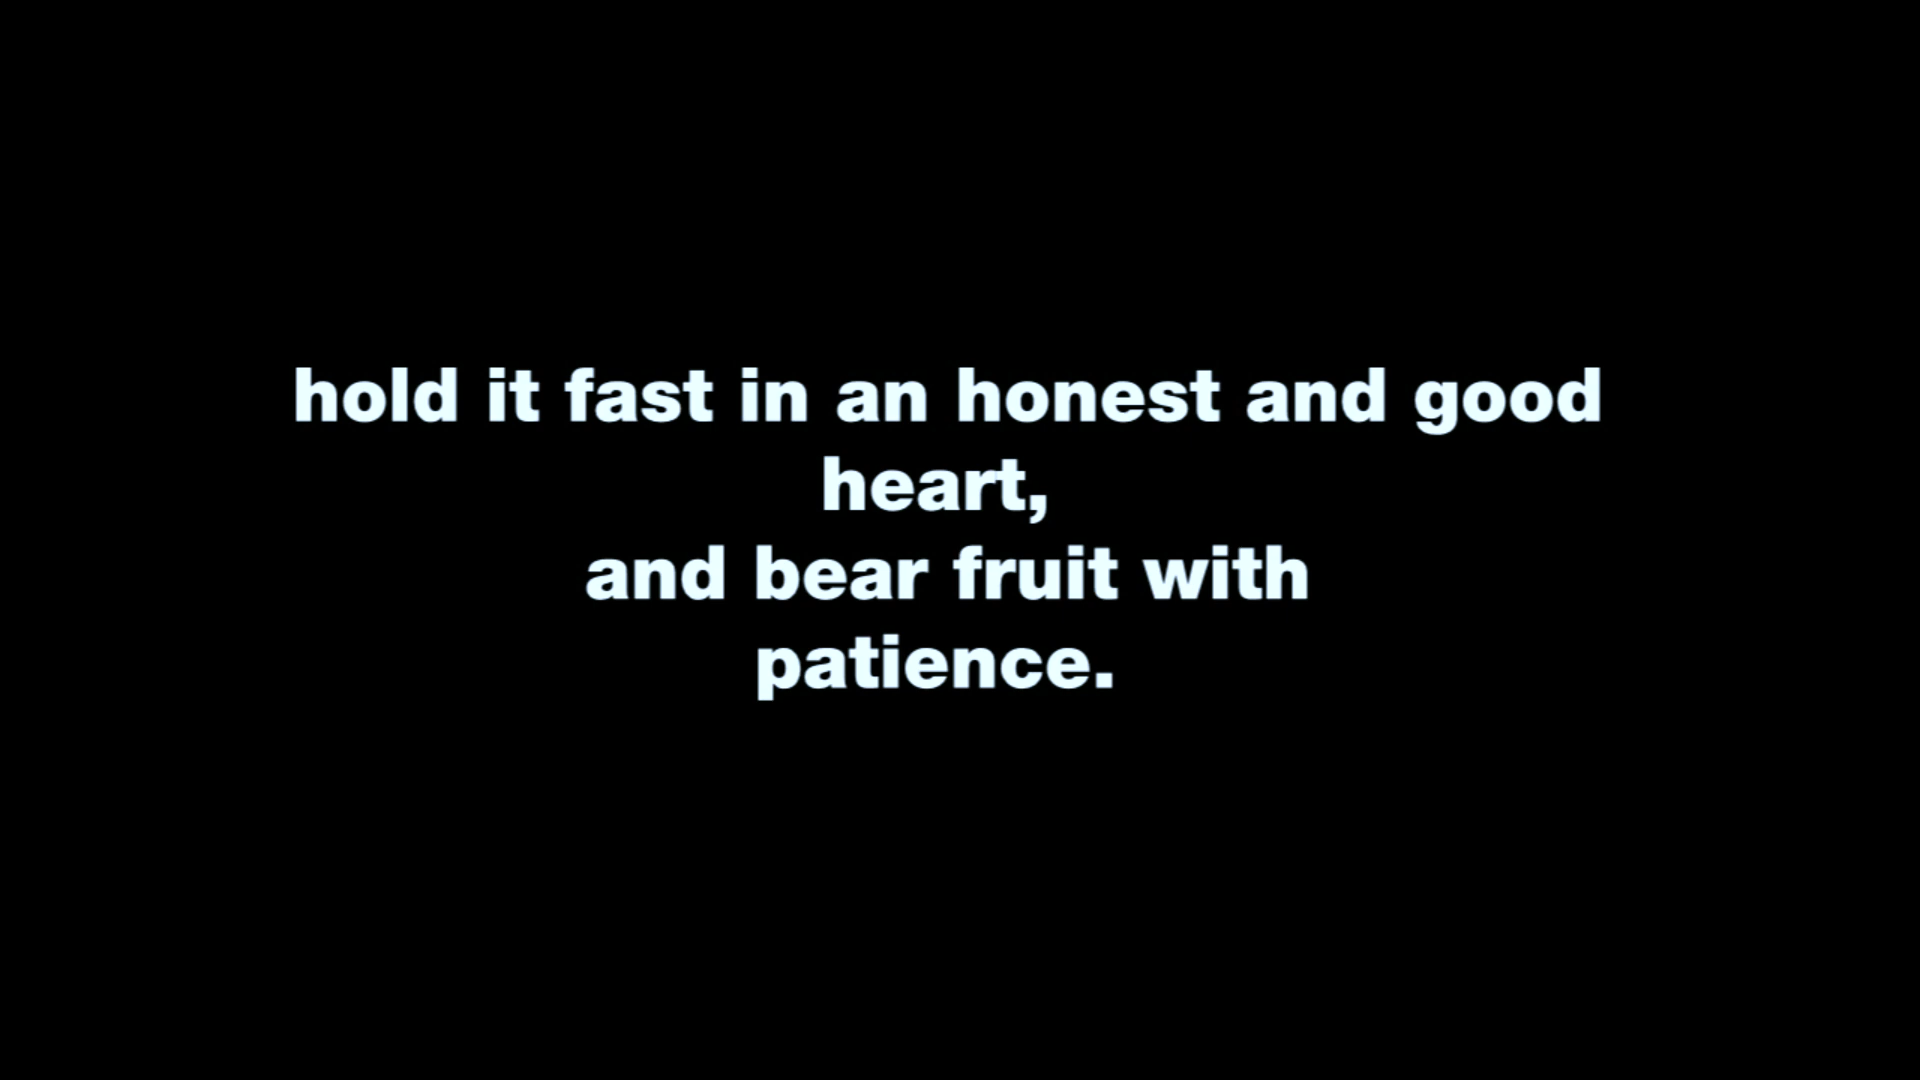 hold it fast in an honest and good
heart,
and bear fruit with
patience.